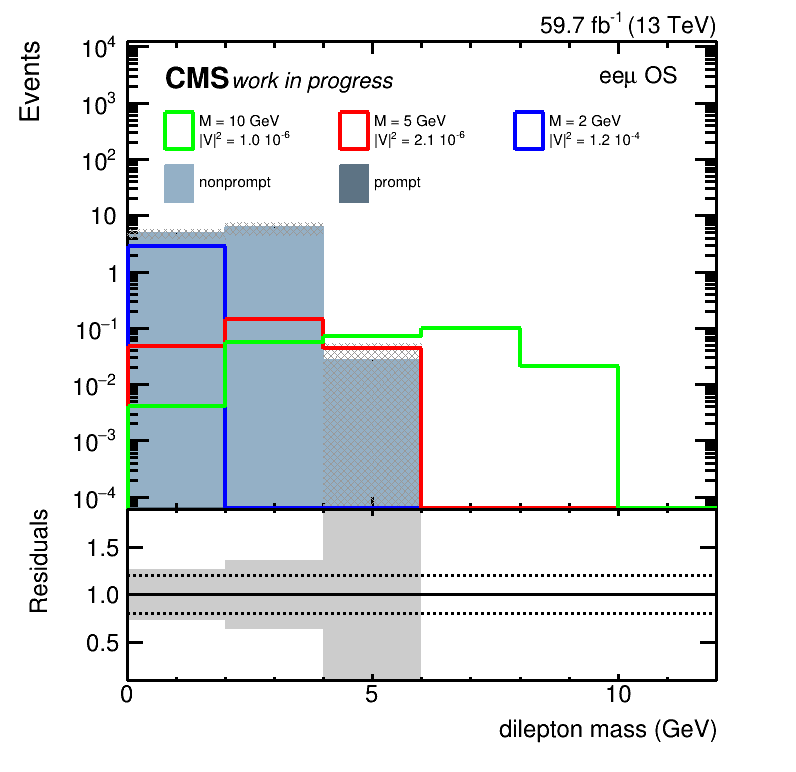 59.7 fb⁻¹ (13 TeV)
Events
10⁴
10³
10²
10
1
10⁻¹
10⁻²
10⁻³
10⁻⁴
CMS work in progress
eeμ OS
M = 10 GeV
|V|² = 1.0 10⁻⁶
M = 5 GeV
|V|² = 2.1 10⁻⁶
M = 2 GeV
|V|² = 1.2 10⁻⁴
nonprompt
prompt
Residuals
1.5
1.0
0.5
0 5 10
dilepton mass (GeV)